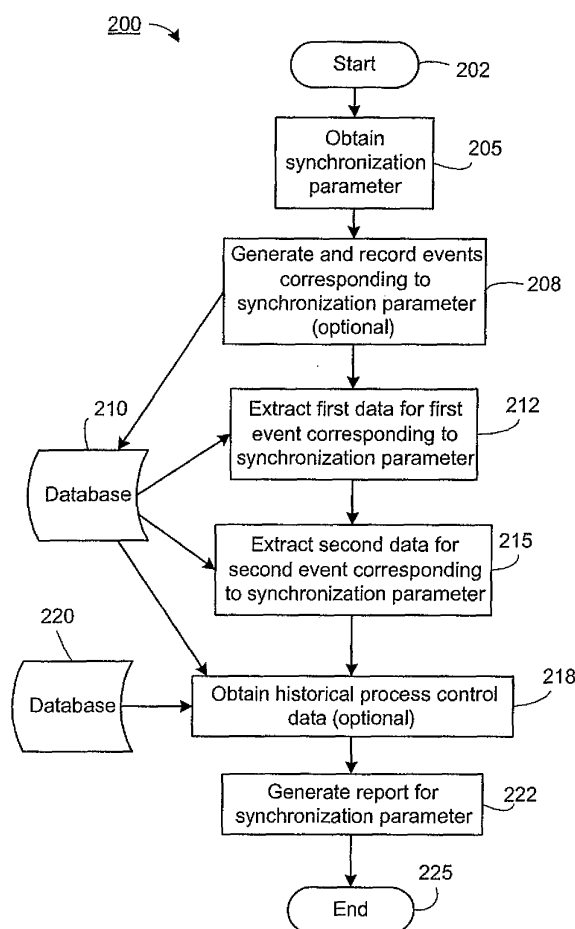 200
Start
202
Obtain
synchronization
parameter
205
Generate and record events
corresponding to
synchronization parameter
(optional)
208
210
Database
Extract first data for first
event corresponding to
synchronization parameter
212
Extract second data for
second event corresponding
to synchronization parameter
215
220
Database
Obtain historical process control
data (optional)
218
Generate report for
synchronization parameter
222
End
225